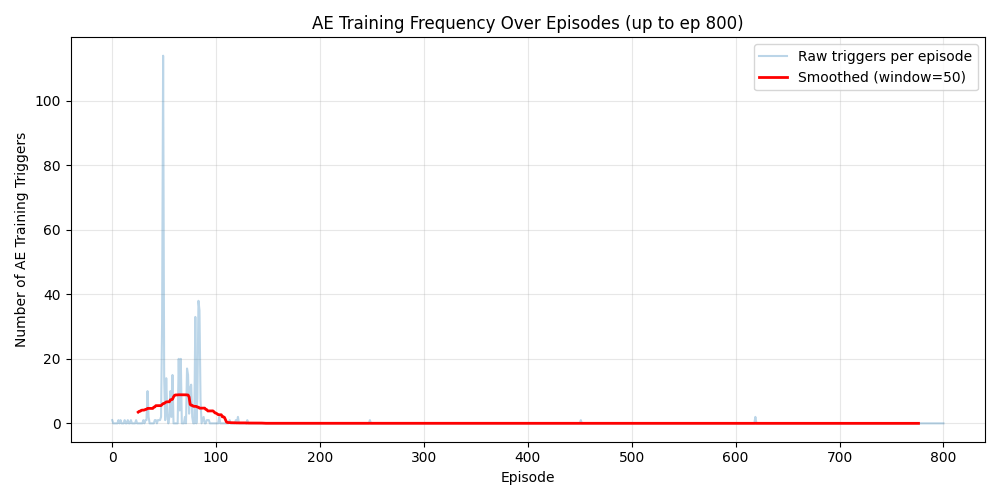 AE Training Frequency Over Episodes (up to ep 800)
Raw triggers per episode
Smoothed (window=50)
Number of AE Training Triggers
100
80
60
40
20
0
0 100 200 300 400 500 600 700 800
Episode